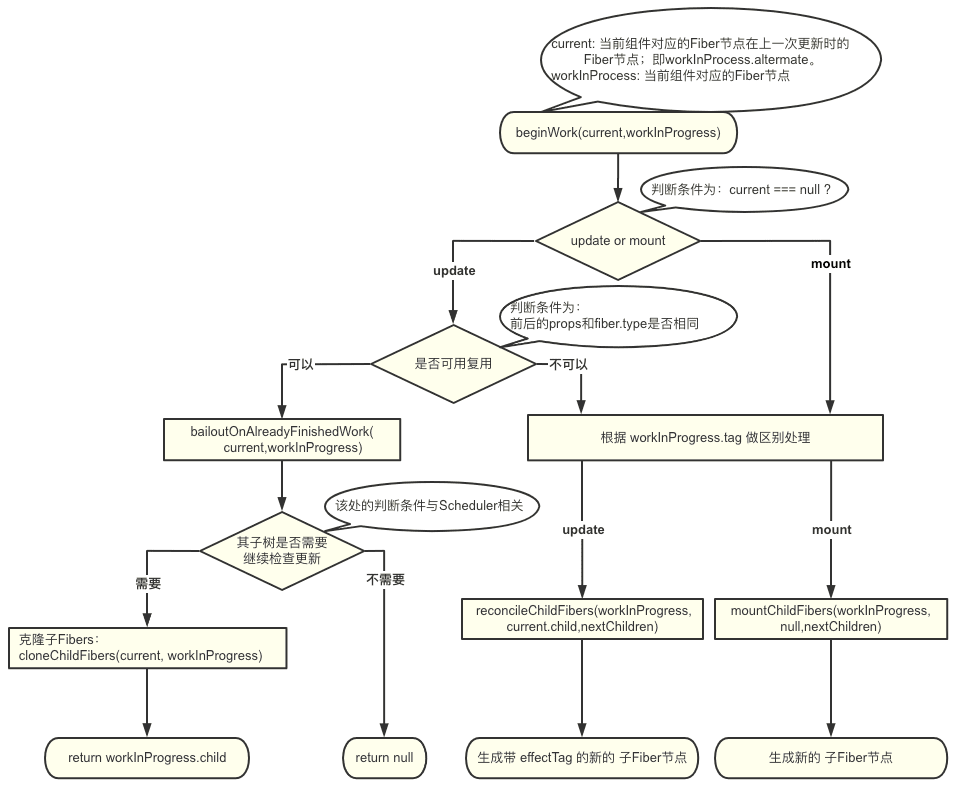 current: 当前组件对应的Fiber节点在上一次更新时的
Fiber节点；即workInProcess.altermate。
workInProcess: 当前组件对应的Fiber节点
beginWork(current,workInProgress)
判断条件为：current === null ?
update or mount
update
mount
判断条件为：
前后的props和fiber.type是否相同
是否可用复用
可以
不可以
bailoutOnAlreadyFinishedWork(
current,workInProgress)
根据 workInProgress.tag 做区别处理
该处的判断条件与Scheduler相关
其子树是否需要
继续检查更新
update
mount
需要
不需要
reconcileChildFibers(workInProgress,
current.child,nextChildren)
mountChildFibers(workInProgress,
null,nextChildren)
克隆子Fibers：
cloneChildFibers(current, workInProgress)
return workInProgress.child
return null
生成带 effectTag 的新的 子Fiber节点
生成新的 子Fiber节点